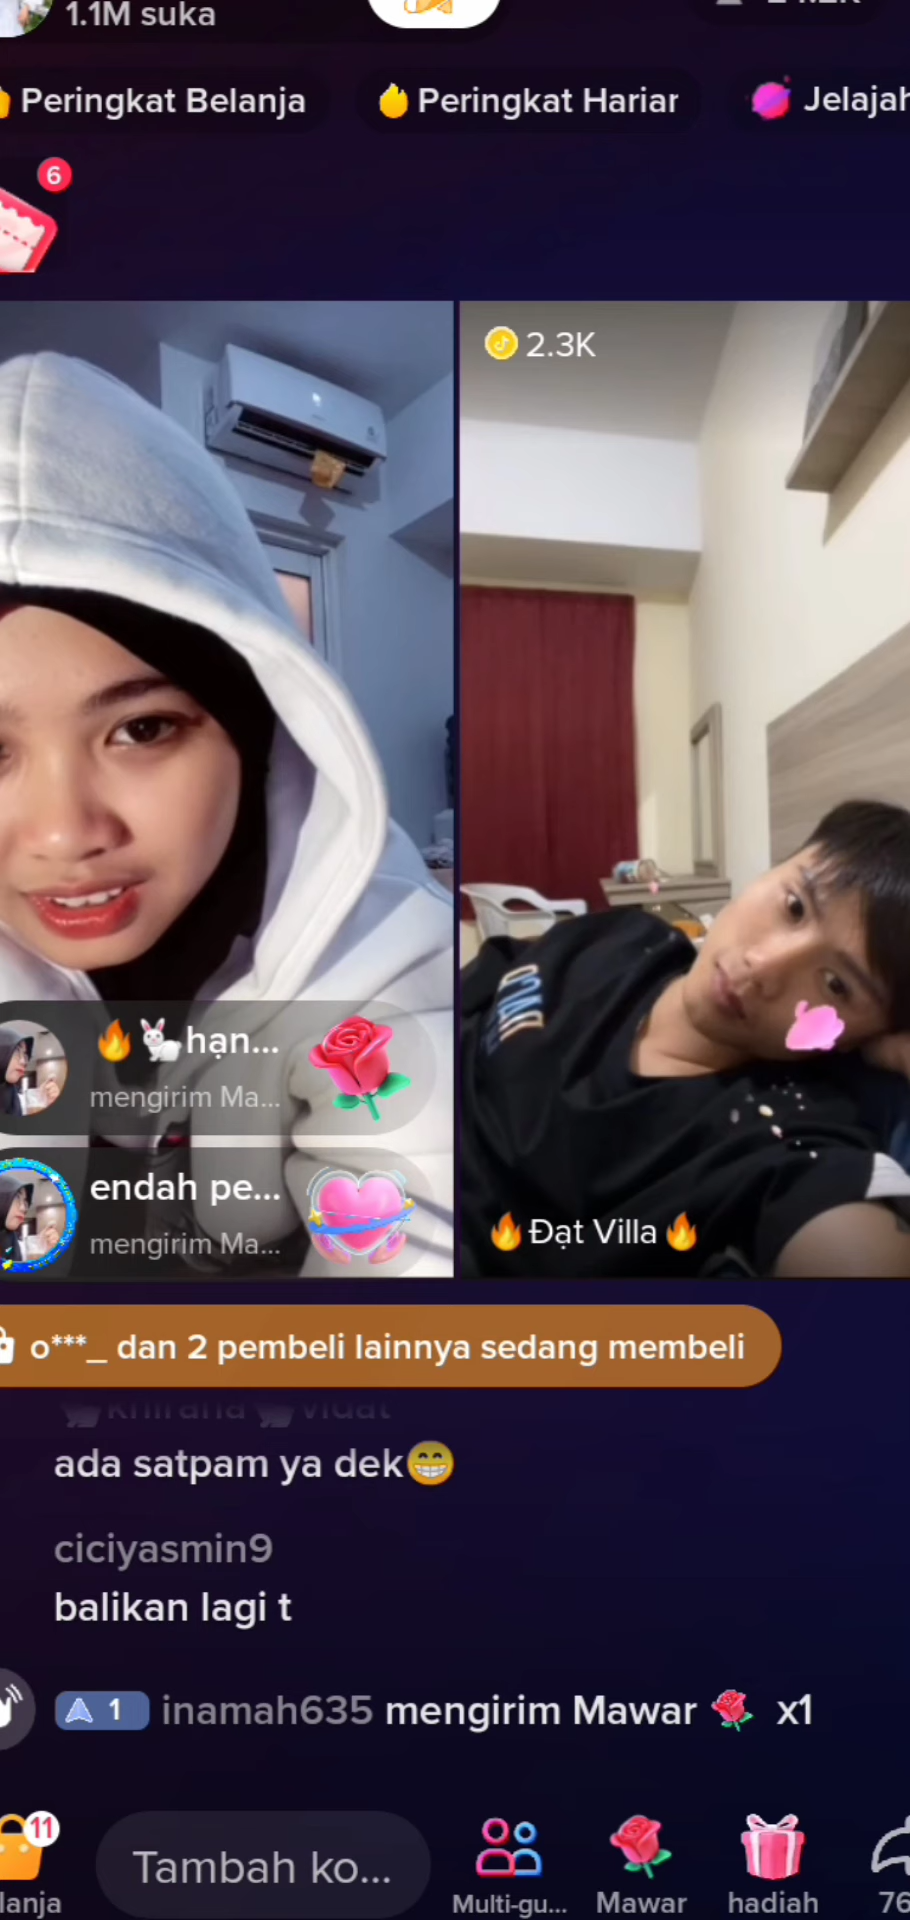 1.1M suka
Peringkat Belanja
Peringkat Harian
Jelajah
6
2.3K
🔥🐇hạn...
mengirim Ma...
endah pe...
mengirim Ma...
🔥Đạt Villa🔥
o***_ dan 2 pembeli lainnya sedang membeli
ada satpam ya dek😁
ciciyasmin9
balikan lagi t
1 inamah635 mengirim Mawar 🌹 x1
11
lanja
Tambah ko...
Multi-gu...
Mawar
hadiah
76